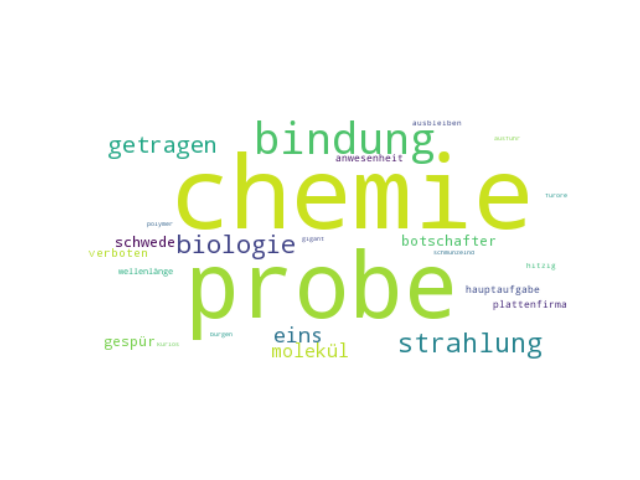 ausbleiben
bindung
ausfuhr
getragen
anwesenheit
chemie
furore
polymer
schwede
biologie
gigant
botschafter
verboten
schmunzelnd
wellenlänge
hitzig
probe
hauptaufgabe
plattenfirma
gespür
kurios
eins
strahlung
molekül